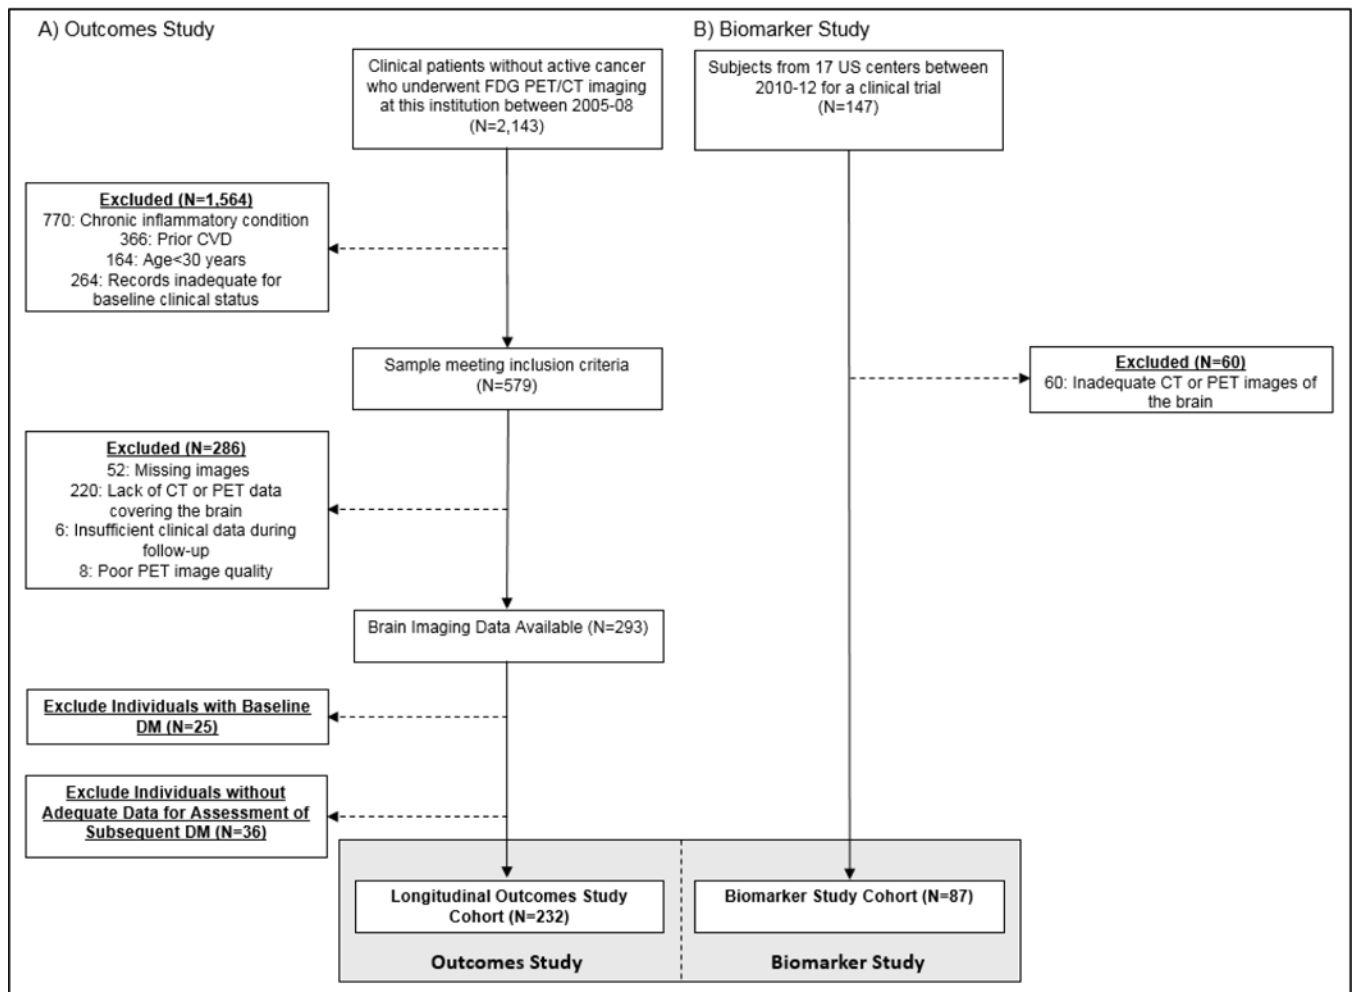 A) Outcomes Study
Clinical patients without active cancer
who underwent FDG PET/CT imaging
at this institution between 2005-08
(N=2,143)
Excluded (N=1,564)
770: Chronic inflammatory condition
366: Prior CVD
164: Age<30 years
264: Records inadequate for
baseline clinical status
Sample meeting inclusion criteria
(N=579)
Excluded (N=286)
52: Missing images
220: Lack of CT or PET data
covering the brain
6: Insufficient clinical data during
follow-up
8: Poor PET image quality
Brain Imaging Data Available (N=293)
Exclude Individuals with Baseline
DM (N=25)
Exclude Individuals without
Adequate Data for Assessment of
Subsequent DM (N=36)
Longitudinal Outcomes Study
Cohort (N=232)
Outcomes Study
B) Biomarker Study
Subjects from 17 US centers between
2010-12 for a clinical trial
(N=147)
Excluded (N=60)
60: Inadequate CT or PET images of
the brain
Biomarker Study Cohort (N=87)
Biomarker Study